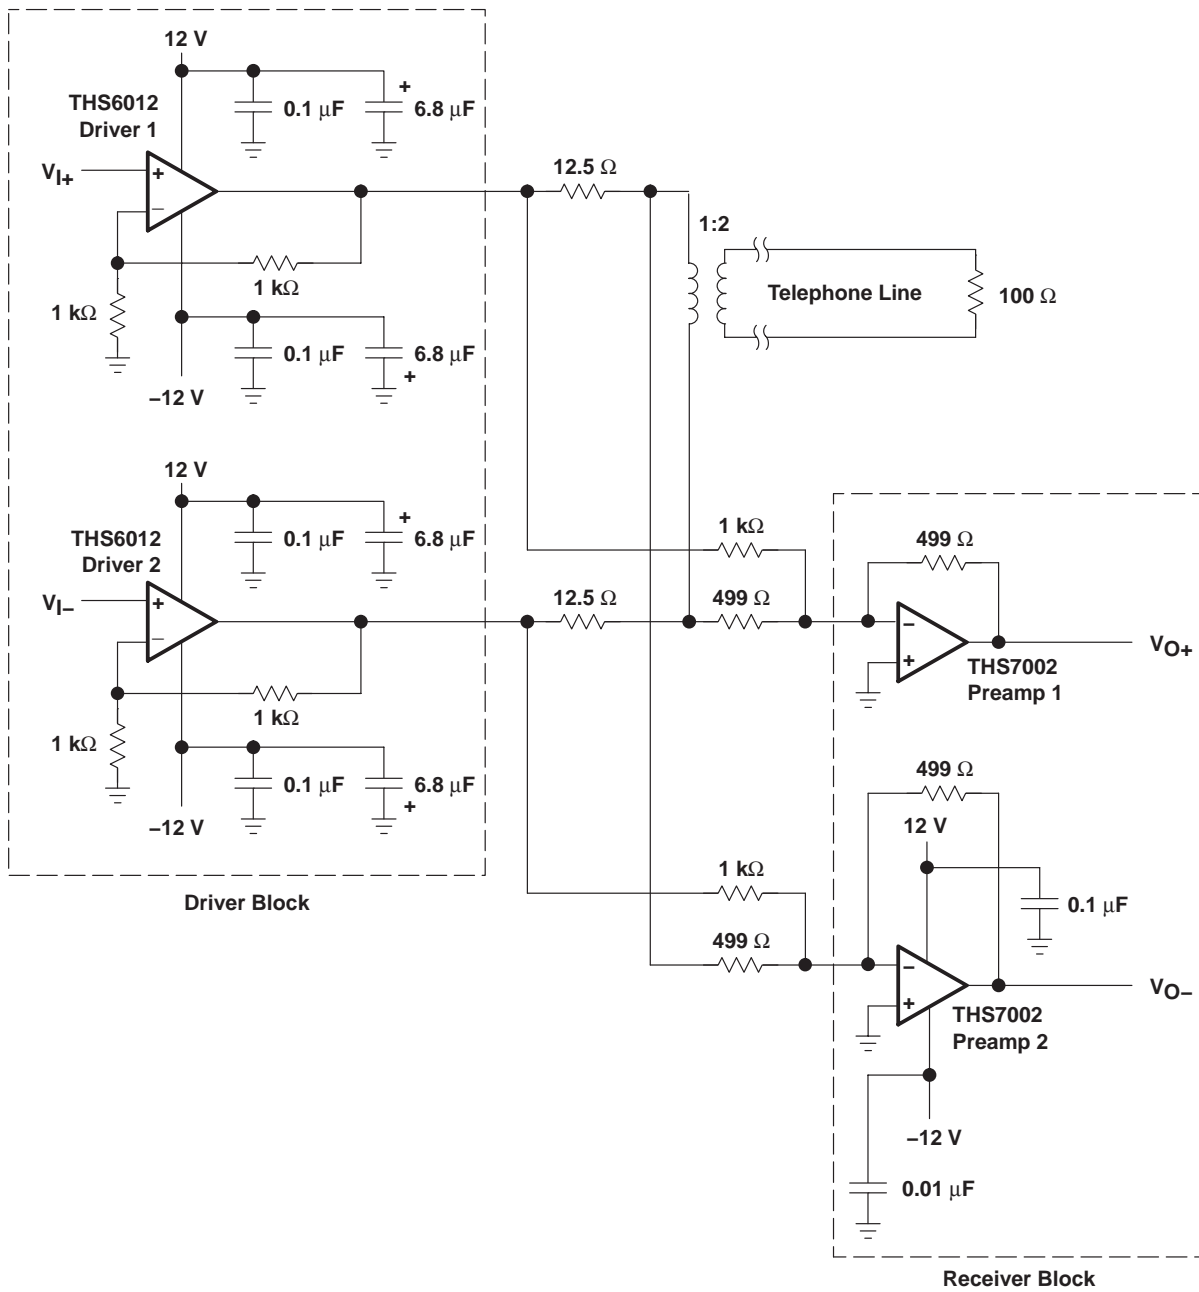 12 V
THS6012
Driver 1
+
0.1 μF
6.8 μF
VI+
+
–
12.5 Ω
1:2
1 kΩ
1 kΩ
Telephone Line
100 Ω
0.1 μF
6.8 μF
+
–12 V
12 V
THS6012
Driver 2
+
0.1 μF
6.8 μF
1 kΩ
499 Ω
VI–
+
–
12.5 Ω
499 Ω
–
+
VO+
THS7002
Preamp 1
1 kΩ
1 kΩ
0.1 μF
6.8 μF
+
–12 V
499 Ω
12 V
1 kΩ
Driver Block
0.1 μF
499 Ω
–
+
VO–
THS7002
Preamp 2
–12 V
0.01 μF
Receiver Block